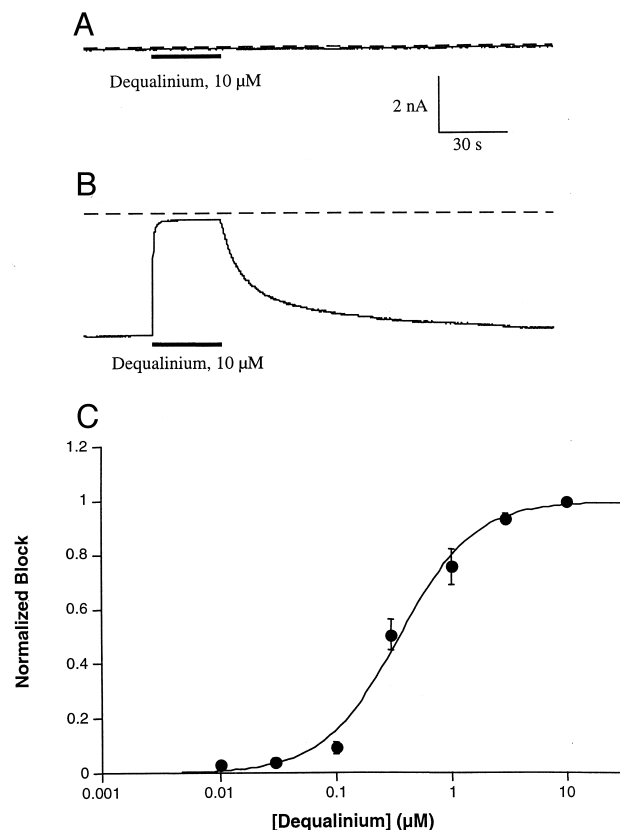 A
Dequalinium, 10 µM
2 nA
30 s
B
Dequalinium, 10 µM
C
1.2
1
0.8
0.6
0.4
0.2
0
Normalized Block
0.001
0.01
0.1
1
10
[Dequalinium] (µM)